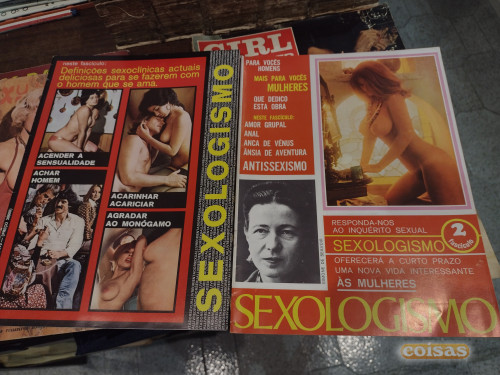 GIRL
neste fascículo:
Definições sexoclínicas actuais
deliciosas para se fazerem com
o homem que se ama.
ACENDER A
SENSUALIDADE
ACHAR
HOMEM
ACARINHAR
ACARICIAR
AGRADAR
AO MONÓGAMO
SEXOLOGISMO
PARA VOCÊS
HOMENS
MAIS PARA VOCÊS
MULHERES
QUE DEDICO
ESTA OBRA
NESTE FASCÍCULO:
AMOR GRUPAL
ANAL
ANCA DE VÉNUS
ÂNSIA DE AVENTURA
ANTISSEXISMO
RESPONDA-NOS
AO INQUÉRITO SEXUAL
SEXOLOGISMO
2
fascículo
OFERECERÁ A CURTO PRAZO
UMA NOVA VIDA INTERESSANTE
ÀS MULHERES
SEXOLOGISMO
coisas